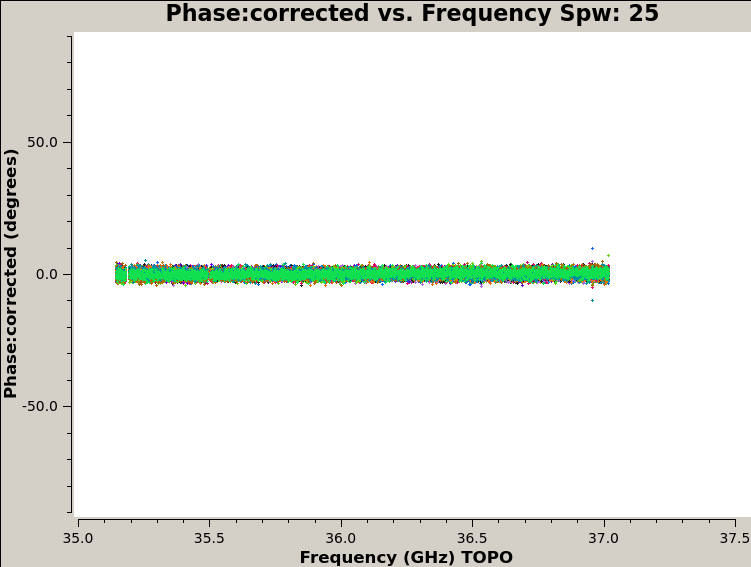 Phase:corrected vs. Frequency Spw: 25
Phase:corrected (degrees)
50.0
0.0
-50.0
35.0 35.5 36.0 36.5 37.0 37.5
Frequency (GHz) TOPO